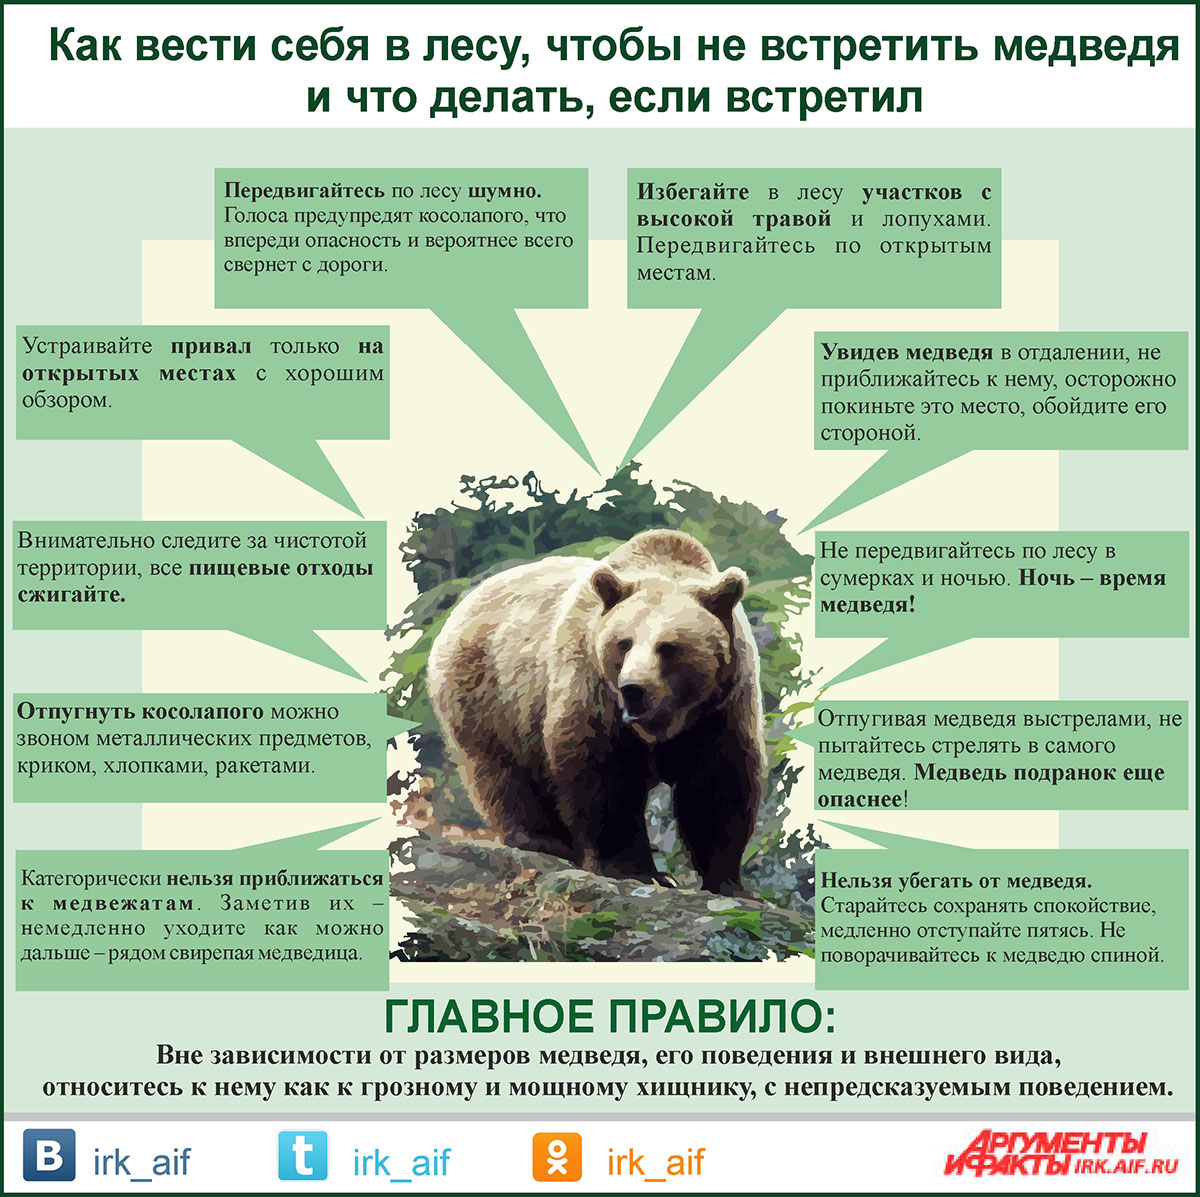 Как вести себя в лесу, чтобы не встретить медведя
и что делать, если встретил
Передвигайтесь по лесу шумно.
Голоса предупредят косолапого, что
впереди опасность и вероятнее всего
свернет с дороги.
Избегайте в лесу участков с
высокой травой и лопухами.
Передвигайтесь по открытым
местам.
Устраивайте привал только на
открытых местах с хорошим
обзором.
Увидев медведя в отдалении, не
приближайтесь к нему, осторожно
покиньте это место, обойдите его
стороной.
Внимательно следите за чистотой
территории, все пищевые отходы
сжигайте.
Не передвигайтесь по лесу в
сумерках и ночью. Ночь – время
медведя!
Отпугнуть косолапого можно
звоном металлических предметов,
криком, хлопками, ракетами.
Отпугивая медведя выстрелами, не
пытайтесь стрелять в самого
медведя. Медведь подранок еще
опаснее!
Категорически нельзя приближаться
к медвежатам. Заметив их –
немедленно уходите как можно
дальше – рядом свирепая медведица.
Нельзя убегать от медведя.
Старайтесь сохранять спокойствие,
медленно отступайте пятясь. Не
поворачивайтесь к медведю спиной.
ГЛАВНОЕ ПРАВИЛО:
Вне зависимости от размеров медведя, его поведения и внешнего вида,
относитесь к нему как к грозному и мощному хищнику, с непредсказуемым поведением.
В irk_aif
t irk_aif
irk_aif
АРГУМЕНТЫ
И ФАКТЫ IRK.AIF.RU